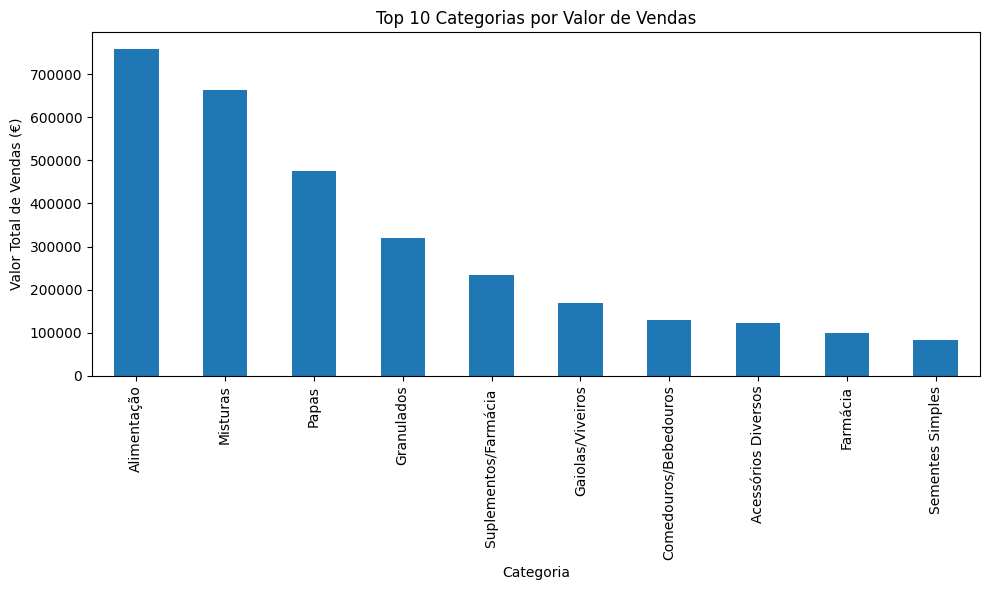 Top 10 Categorias por Valor de Vendas
Valor Total de Vendas (€)
700000
600000
500000
400000
300000
200000
100000
0
Alimentação
Misturas
Papas
Granulados
Suplementos/Farmácia
Gaiolas/Viveiros
Comedouros/Bebedouros
Acessórios Diversos
Farmácia
Sementes Simples
Categoria